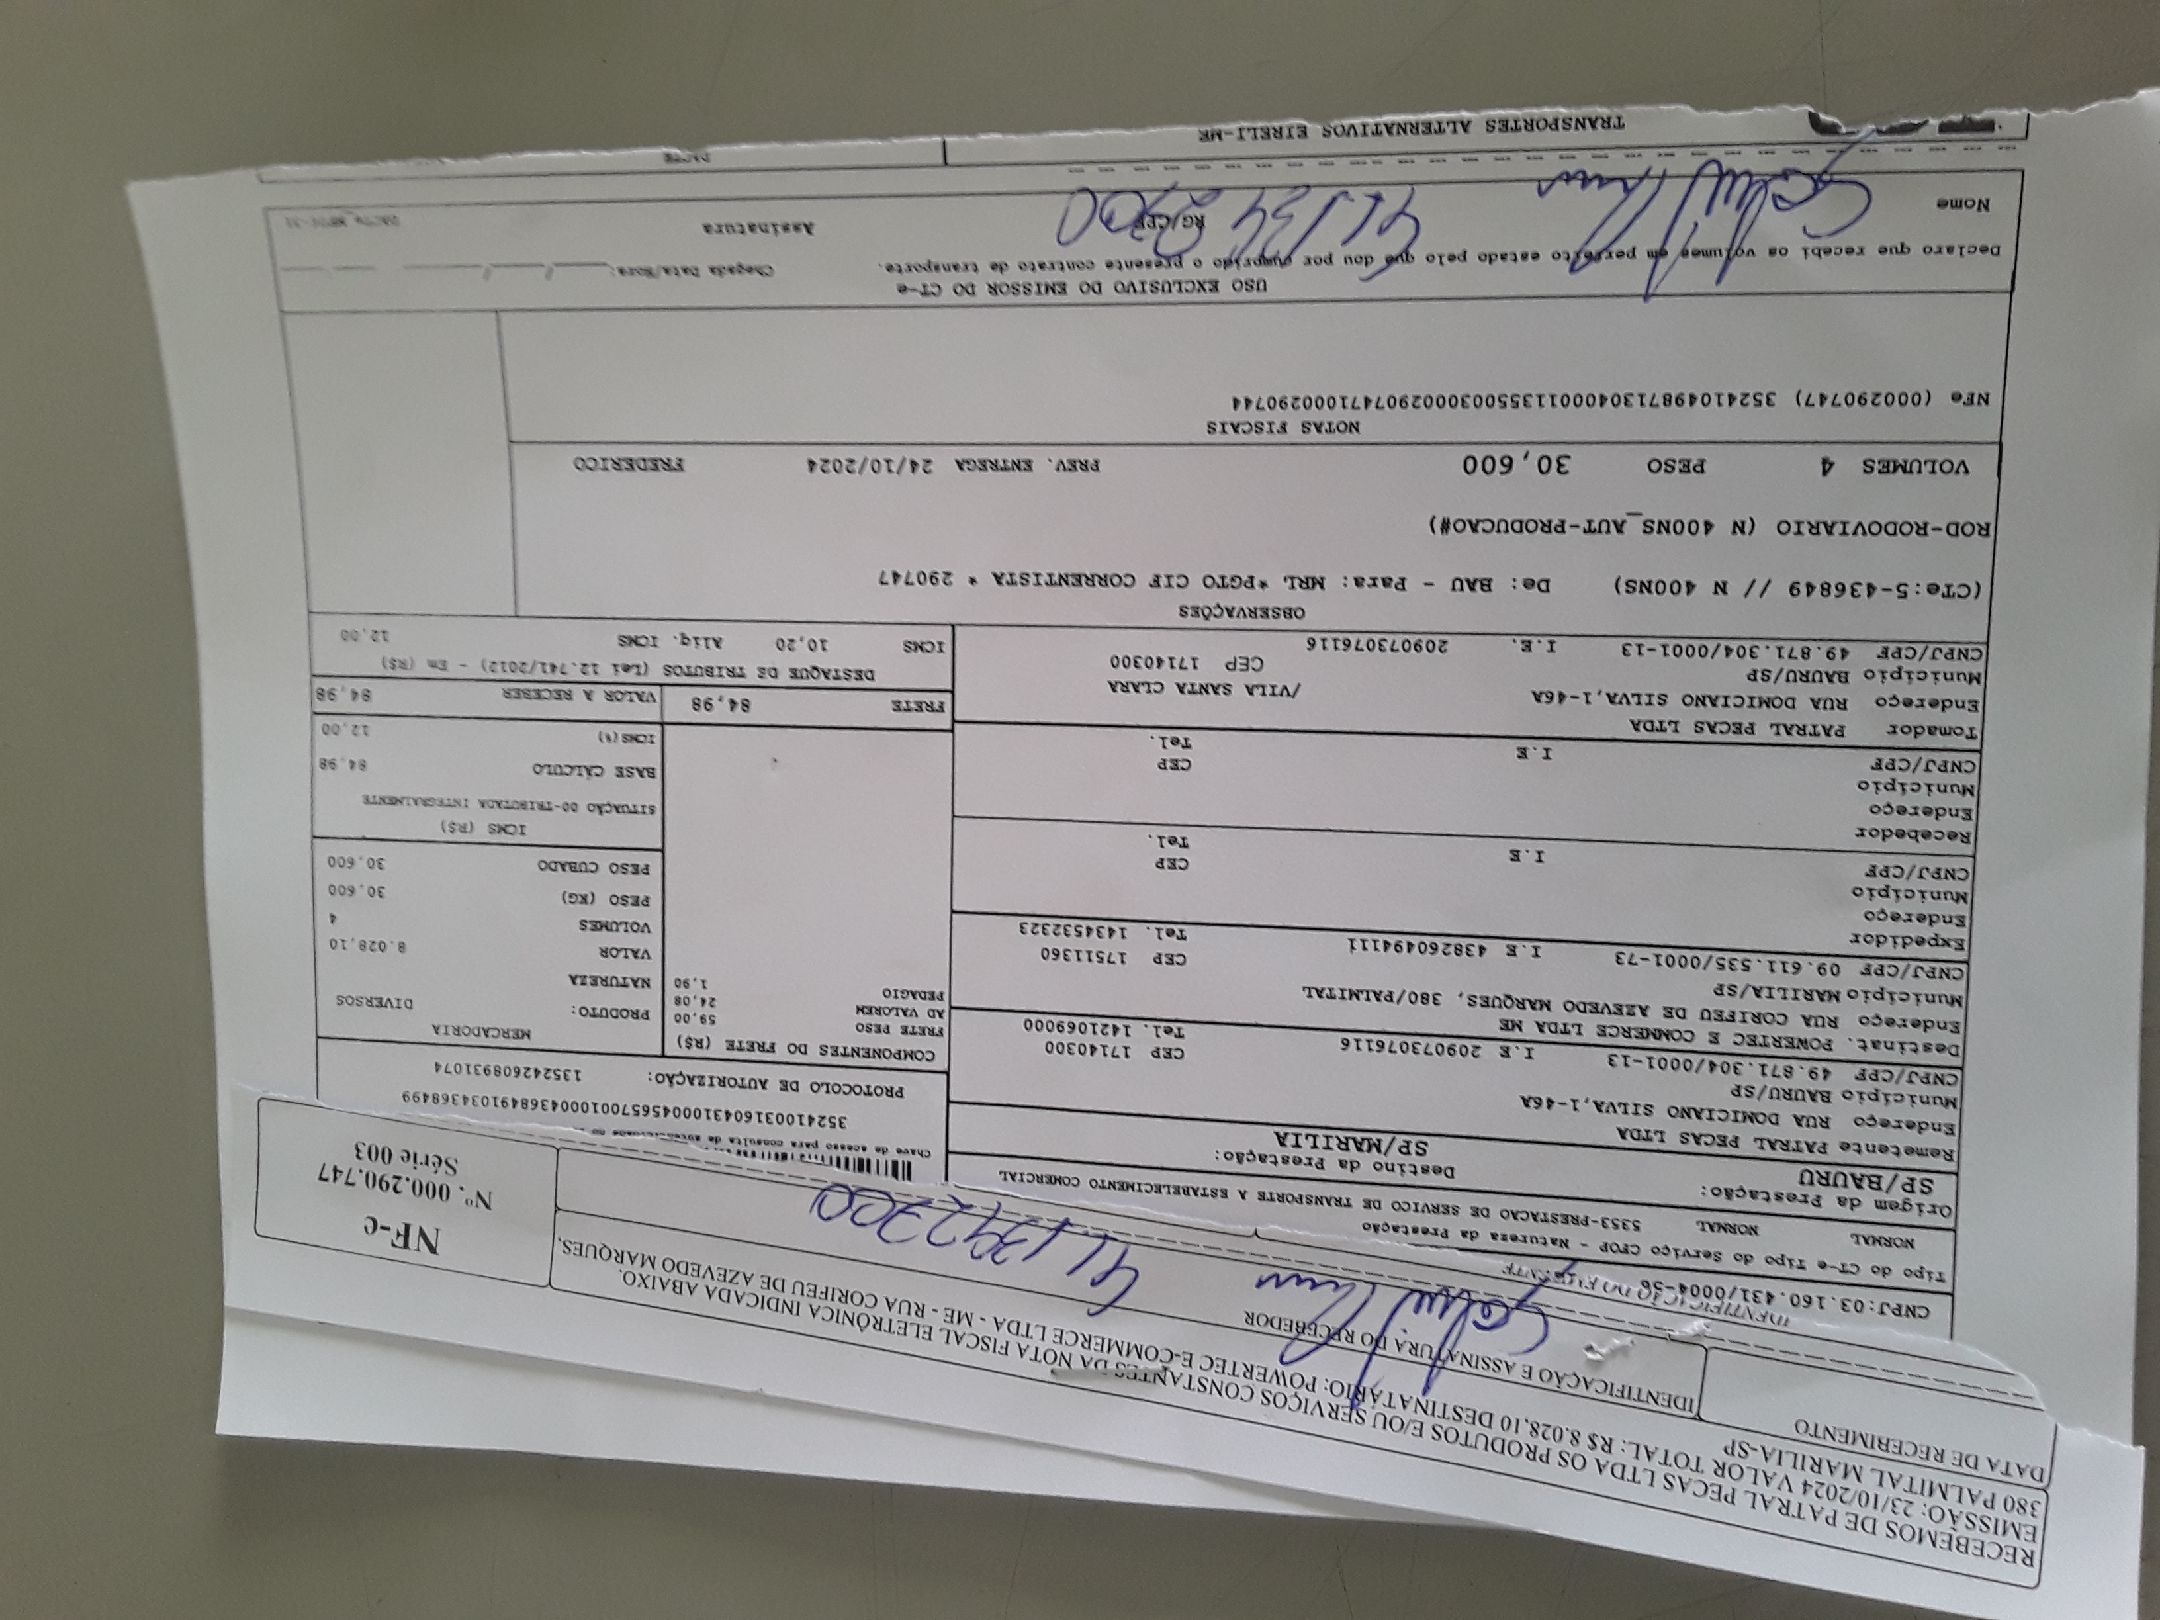 RECEBEMOS DE PATRAL PECAS LTDA OS PRODUTOS E/OU SERVIÇOS CONSTANTES DA NOTA FISCAL ELETRÔNICA INDICADA ABAIXO.
EMISSÃO: 23/10/2024 VALOR TOTAL: R$ 8.028,10 DESTINATÁRIO: POWERTEC E-COMMERCE LTDA - ME - RUA CORIFEU DE AZEVEDO MARQUES,
380 PALMITAL MARILIA-SP
DATA DE RECEBIMENTO
IDENTIFICAÇÃO E ASSINATURA DO RECEBEDOR
411342700
NF-e
Nº. 000.290.747
Série 003
CNPJ:03.160.431/0004-56
Tipo do CT-e Tipo do Serviço CFOP - Natureza da Prestação
NORMAL NORMAL 5353-PRESTACAO DE SERVICO DE TRANSPORTE A ESTABELECIMENTO COMERCIAL
Origem da Prestação: Destino da Prestação:
SP/BAURU SP/MARILIA
Chave de acesso para consulta de autenticidade no
35241003160431000456570010004368491034368499
PROTOCOLO DE AUTORIZAÇÃO: 135242608931074
Remetente PATRAL PECAS LTDA
Endereço RUA DOMICIANO SILVA,1-46A
Município BAURU/SP CEP 17140300
CNPJ/CPF 49.871.304/0001-13 I.E 209073076116 Tel. 1421069000
Destinat. POWERTEC E COMMERCE LTDA ME
Endereço RUA CORIFEU DE AZEVEDO MARQUES, 380/PALMITAL
Município MARILIA/SP CEP 17511360
CNPJ/CPF 09.611.535/0001-73 I.E 438260494111 Tel. 1434532323
Expedidor
Endereço
Município CEP
CNPJ/CPF I.E Tel.
Recebedor
Endereço
Município CEP
CNPJ/CPF I.E Tel.
Tomador PATRAL PECAS LTDA
Endereço RUA DOMICIANO SILVA,1-46A /VILA SANTA CLARA
Município BAURU/SP CEP 17140300
CNPJ/CPF 49.871.304/0001-13 I.E. 209073076116
COMPONENTES DO FRETE (R$)
FRETE PESO 59,00
AD VALOREM 24,08
PEDAGIO 1,90
FRETE 84,98
MERCADORIA
PRODUTO: DIVERSOS
NATUREZA
VALOR 8.028,10
VOLUMES 4
PESO (KG) 30,600
PESO CUBADO 30,600
ICMS (R$)
SITUAÇÃO 00-TRIBUTADA INTEGRALMENTE
BASE CÁLCULO 84,98
ICMS(%) 12,00
VALOR A RECEBER 84,98
DESTAQUE DE TRIBUTOS (Lei 12.741/2012) - Em (R$)
ICMS 10,20 Aliq. ICMS 12,00
OBSERVAÇÕES
(CTe:5-436849 // N 400NS) De: BAU - Para: MRL *PGTO CIF CORRENTISTA * 290747
ROD-RODOVIARIO (N 400NS_AUT-PRODUCAO#)
VOLUMES 4 PESO 30,600 PREV. ENTREGA 24/10/2024 FREDERICO
NOTAS FISCAIS
NFe (000290747) 35241049871304000113550030002907471000290744
USO EXCLUSIVO DO EMISSOR DO CT-e
Declaro que recebi os volumes em perfeito estado pelo que dou por cumprido o presente contrato de transporte. Chegada Data/Hora: ___/___/___
Nome RG/CPF Assinatura
411342700
TRANSPORTES ALTERNATIVOS EIRELI-ME
DACTE